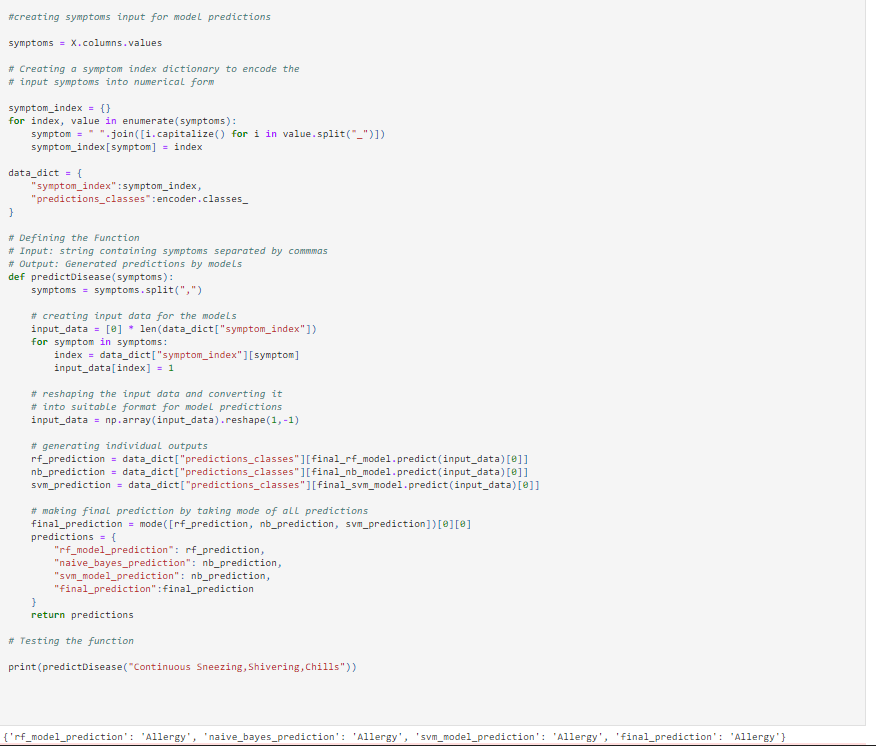 #creating symptoms input for model predictions
symptoms = X.columns.values
# Creating a symptom index dictionary to encode the
# input symptoms into numerical form
symptom_index = {}
for index, value in enumerate(symptoms):
    symptom = " ".join([i.capitalize() for i in value.split("_")])
    symptom_index[symptom] = index
data_dict = {
    "symptom_index":symptom_index,
    "predictions_classes":encoder.classes_
}
# Defining the Function
# Input: string containing symptoms separated by commmas
# Output: Generated predictions by models
def predictDisease(symptoms):
    symptoms = symptoms.split(",")
    # creating input data for the models
    input_data = [0] * len(data_dict["symptom_index"])
    for symptom in symptoms:
        index = data_dict["symptom_index"][symptom]
        input_data[index] = 1
    # reshaping the input data and converting it
    # into suitable format for model predictions
    input_data = np.array(input_data).reshape(1,-1)
    # generating individual outputs
    rf_prediction = data_dict["predictions_classes"][final_rf_model.predict(input_data)[0]]
    nb_prediction = data_dict["predictions_classes"][final_nb_model.predict(input_data)[0]]
    svm_prediction = data_dict["predictions_classes"][final_svm_model.predict(input_data)[0]]
    # making final prediction by taking mode of all predictions
    final_prediction = mode([rf_prediction, nb_prediction, svm_prediction])[0][0]
    predictions = {
        "rf_model_prediction": rf_prediction,
        "naive_bayes_prediction": nb_prediction,
        "svm_model_prediction": nb_prediction,
        "final_prediction":final_prediction
    }
    return predictions
# Testing the function
print(predictDisease("Continuous Sneezing,Shivering,Chills"))
{'rf_model_prediction': 'Allergy', 'naive_bayes_prediction': 'Allergy', 'svm_model_prediction': 'Allergy', 'final_prediction': 'Allergy'}